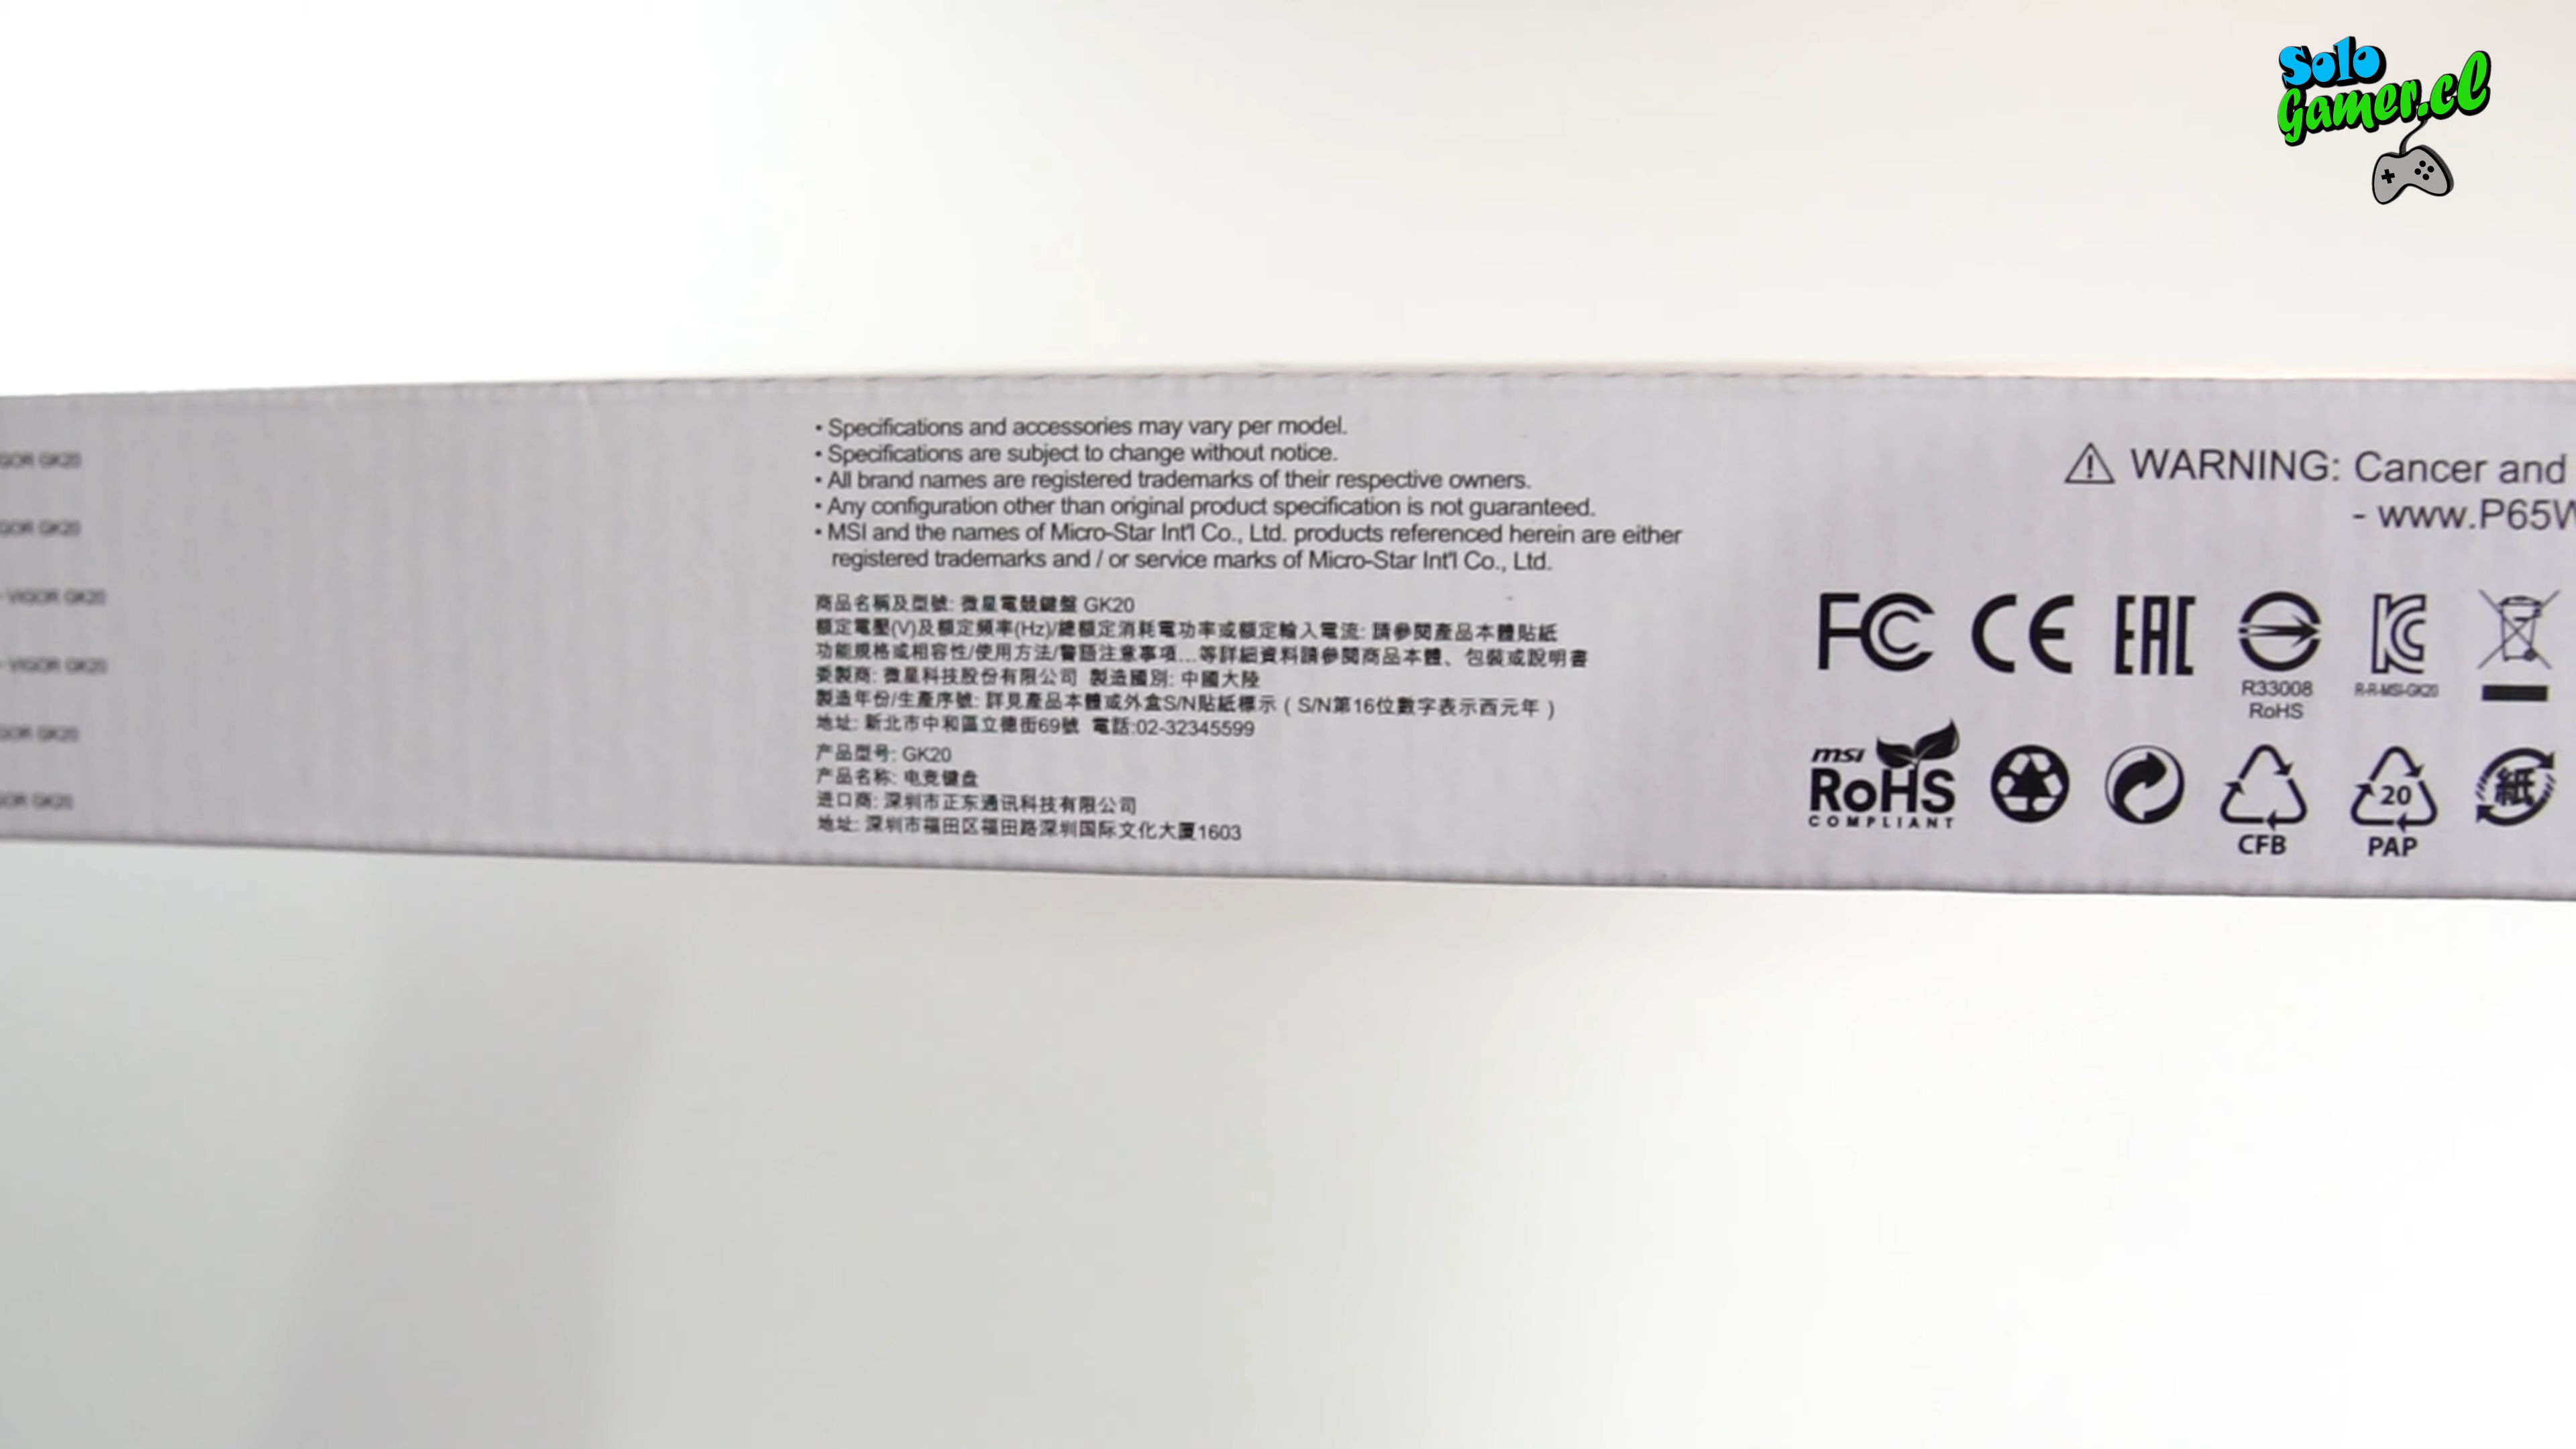 Solo
Gamer.cl
GOR GK20
GOR GK20
- VIGOR GK20
- VIGOR GK20
GOR GK20
GOR GK20
• Specifications and accessories may vary per model.
• Specifications are subject to change without notice.
• All brand names are registered trademarks of their respective owners.
• Any configuration other than original product specification is not guaranteed.
• MSI and the names of Micro-Star Int'l Co., Ltd. products referenced herein are either
registered trademarks and / or service marks of Micro-Star Int'l Co., Ltd.
商品名稱及型號: 微星電競鍵盤 GK20
額定電壓(V)及額定頻率(Hz)/總額定消耗電功率或額定輸入電流: 請參閱產品本體貼紙
功能規格或相容性/使用方法/警語注意事項...等詳細資料請參閱商品本體、包裝或說明書
委製商: 微星科技股份有限公司 製造國別: 中國大陸
製造年份/生產序號: 詳見產品本體或外盒S/N貼紙標示 ( S/N第16位數字表示西元年 )
地址: 新北市中和區立德街69號 電話:02-32345599
产品型号: GK20
产品名称: 电竞键盘
进口商: 深圳市正东通讯科技有限公司
地址: 深圳市福田区福田路深圳国际文化大厦1603
WARNING: Cancer and
- www.P65W
FC CE EAC
R33008
RoHS
R-R-MSI-GK20
msi
RoHS
COMPLIANT
CFB
20
PAP
紙